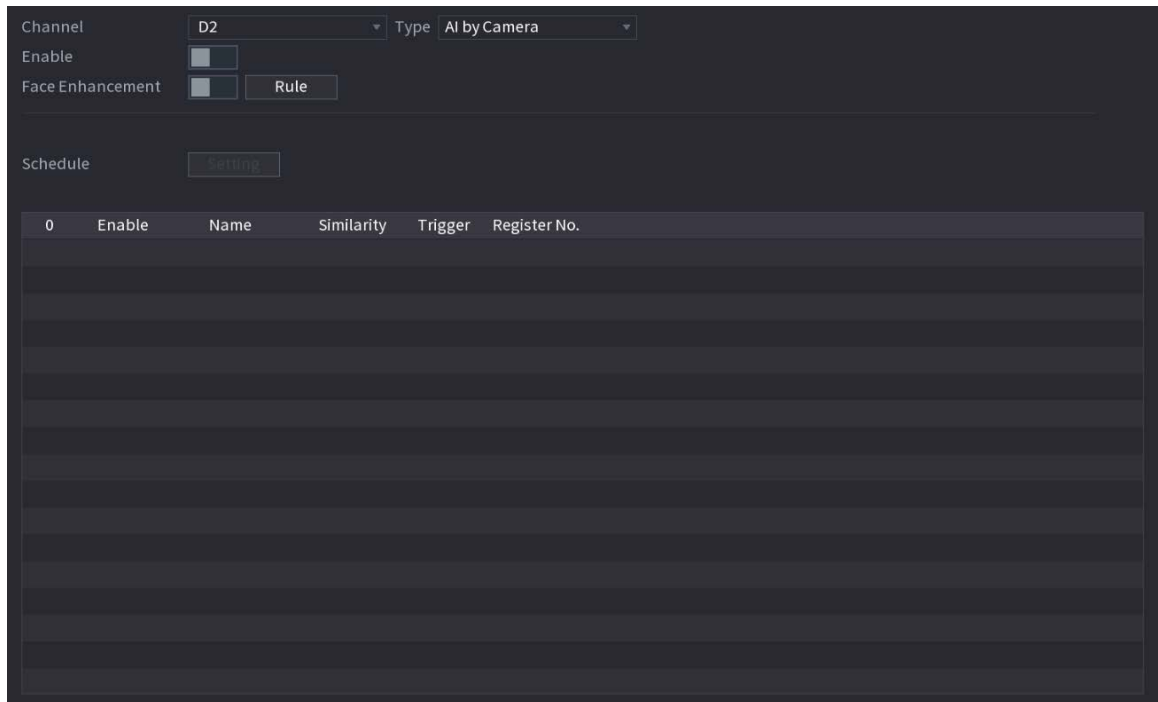 Channel D2 Type AI by Camera
Enable
Face Enhancement Rule
Schedule Setting
0 Enable Name Similarity Trigger Register No.